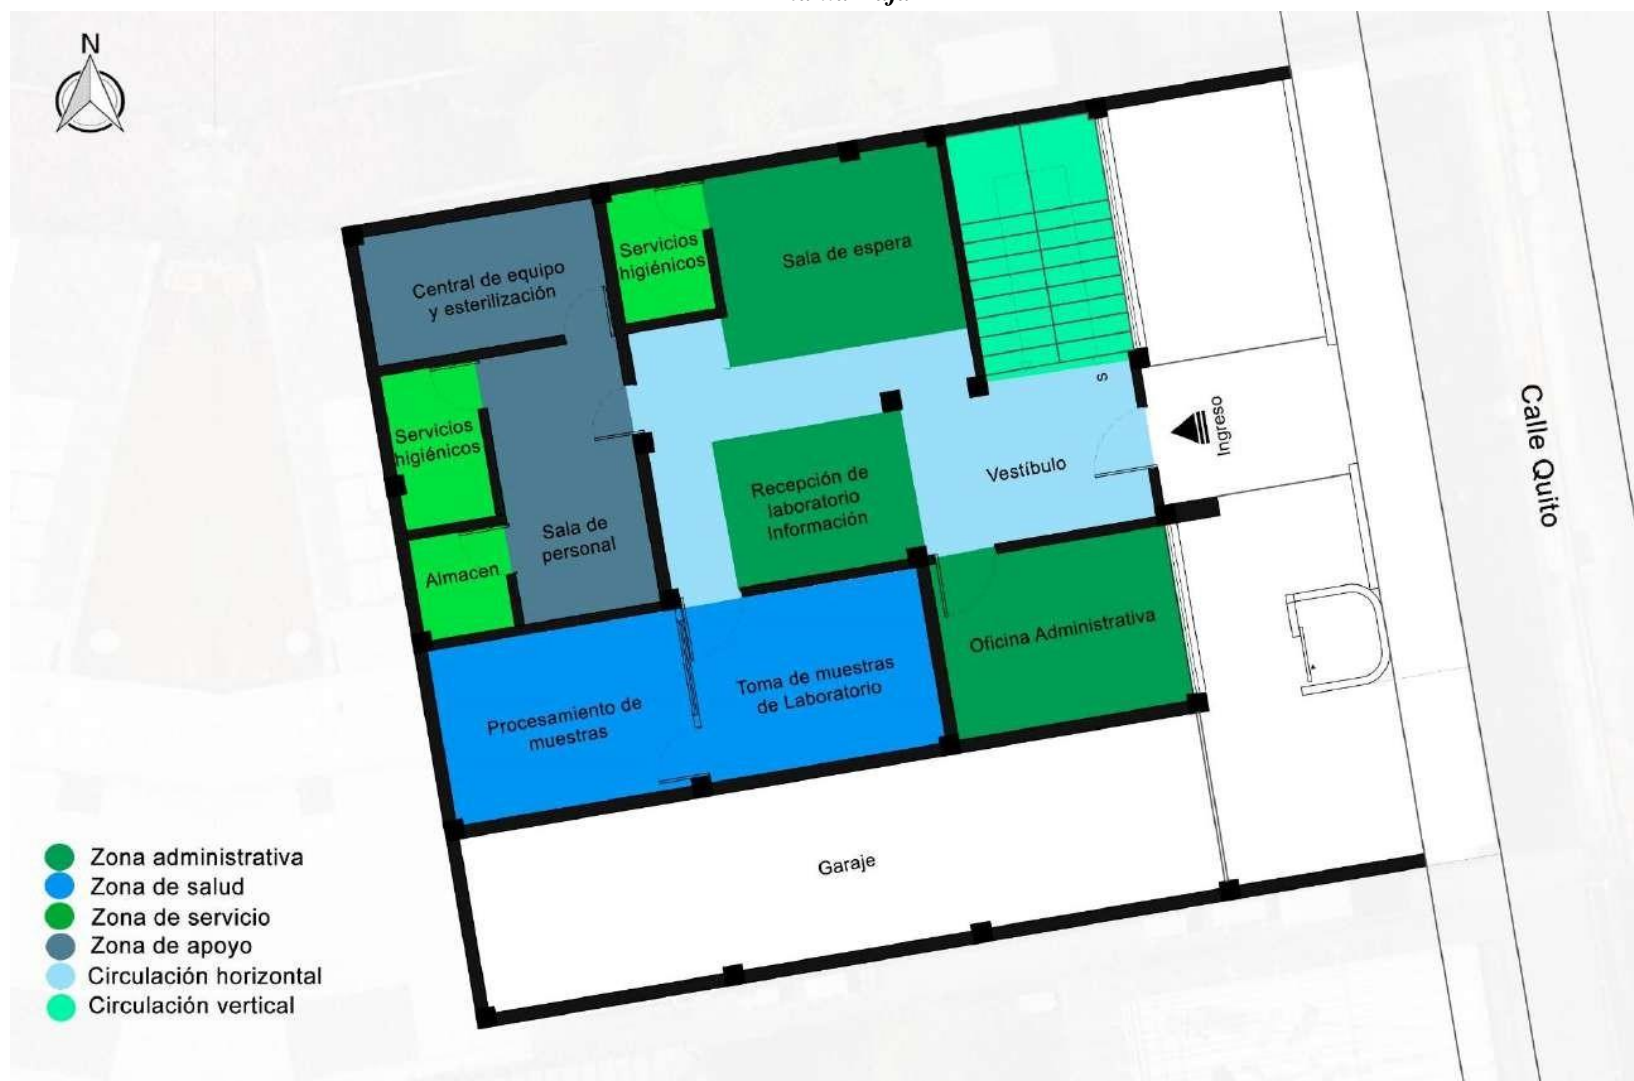 N
Servicios
higiénicos
Sala de espera
Central de equipo
y esterilización
S
Ingreso
Calle Quito
Servicios
higiénicos
Vestíbulo
Recepción de
laboratorio
Información
Sala de
personal
Almacen
Oficina Administrativa
Toma de muestras
de Laboratorio
Procesamiento de
muestras
Garaje
Zona administrativa
Zona de salud
Zona de servicio
Zona de apoyo
Circulación horizontal
Circulación vertical